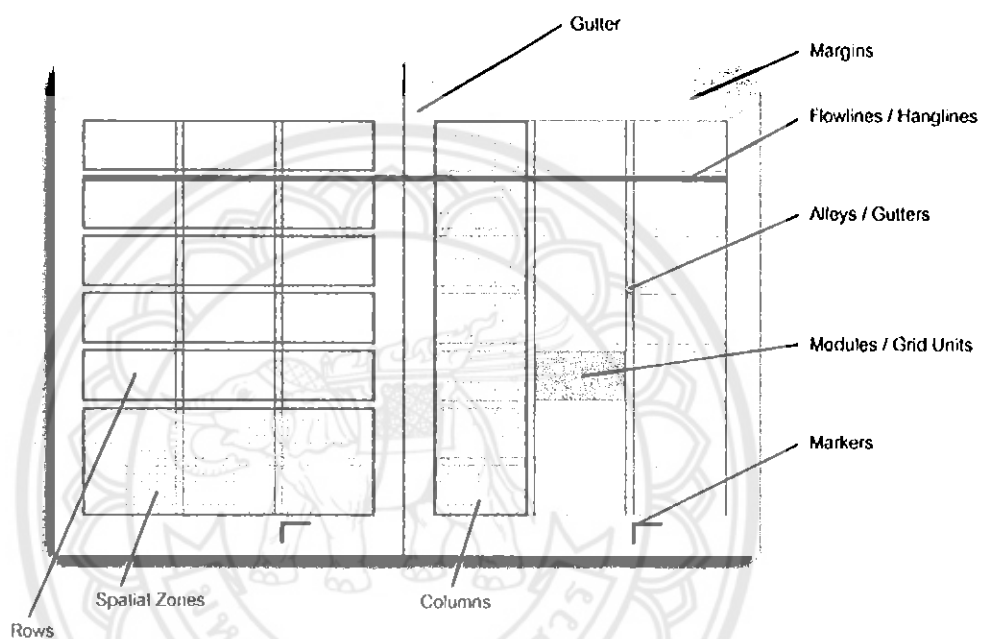 Gutter
Margins
Flowlines / Hanglines
Alleys / Gutters
Modules / Grid Units
Markers
Spatial Zones
Columns
Rows